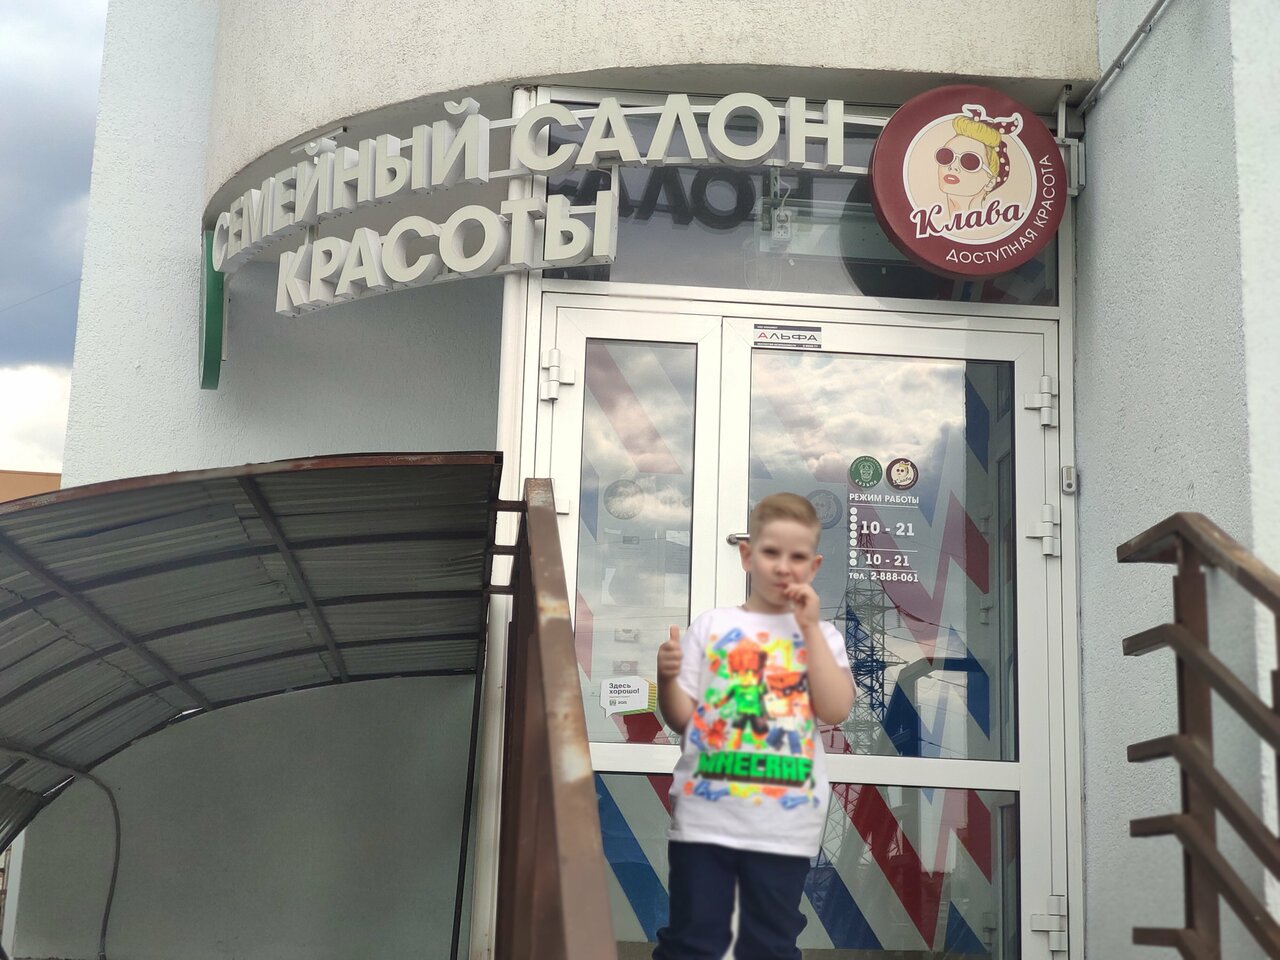 СЕМЕЙНЫЙ САЛОН
КРАСОТЫ
Клава
ДОСТУПНАЯ КРАСОТА
АЛЬФА
РЕЖИМ РАБОТЫ
10 - 21
10 - 21
тел. 2-888-061
Здесь
хорошо!
MNECRAF